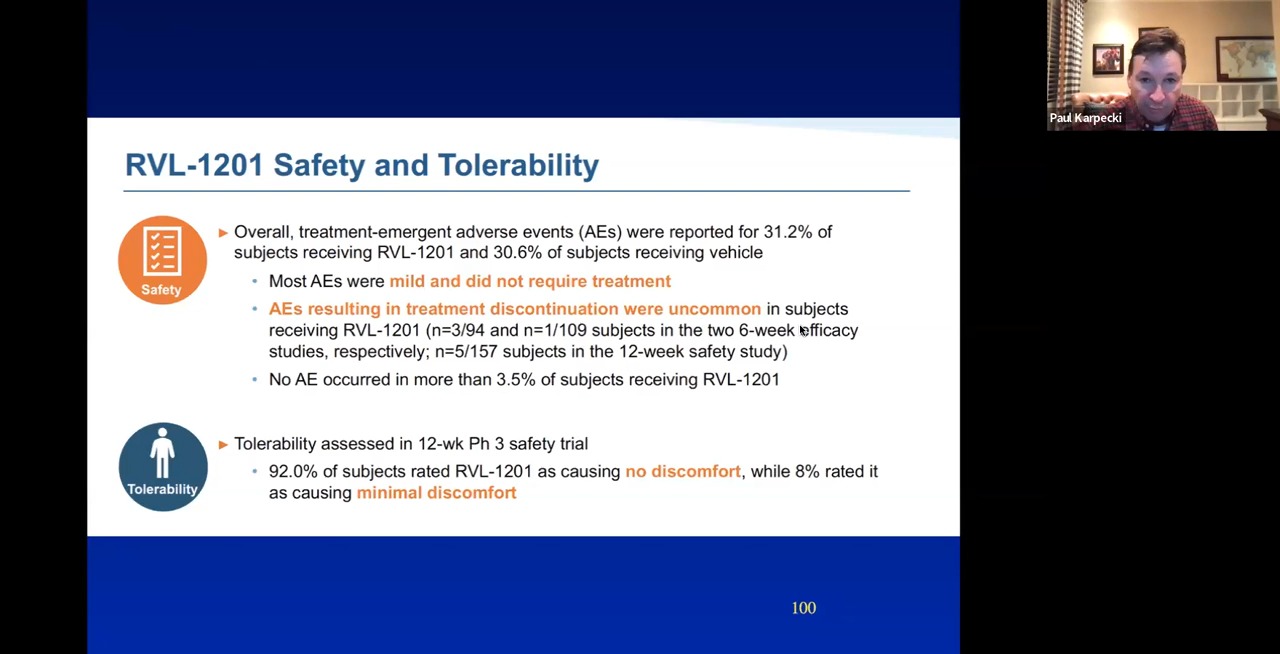 Paul Karpecki
RVL-1201 Safety and Tolerability
Safety
► Overall, treatment-emergent adverse events (AEs) were reported for 31.2% of
subjects receiving RVL-1201 and 30.6% of subjects receiving vehicle
• Most AEs were mild and did not require treatment
• AEs resulting in treatment discontinuation were uncommon in subjects
receiving RVL-1201 (n=3/94 and n=1/109 subjects in the two 6-week efficacy
studies, respectively; n=5/157 subjects in the 12-week safety study)
• No AE occurred in more than 3.5% of subjects receiving RVL-1201
Tolerability
► Tolerability assessed in 12-wk Ph 3 safety trial
• 92.0% of subjects rated RVL-1201 as causing no discomfort, while 8% rated it
as causing minimal discomfort
100